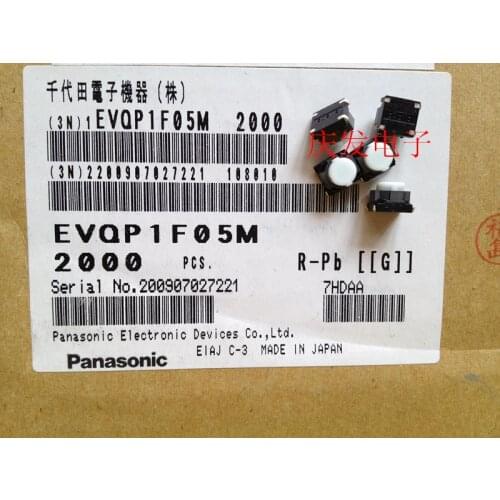 千代田電子機器(株)
(3N)1EVQP1F05M 2000
(3N)2200907027221 108010
庆发电子
EVQP1F05M
2000 PCS. R-Pb [[G]]
Serial No.200907027221 7HDAA
Panasonic Electronic Devices Co.,Ltd.
EIAJ C-3 MADE IN JAPAN
Panasonic